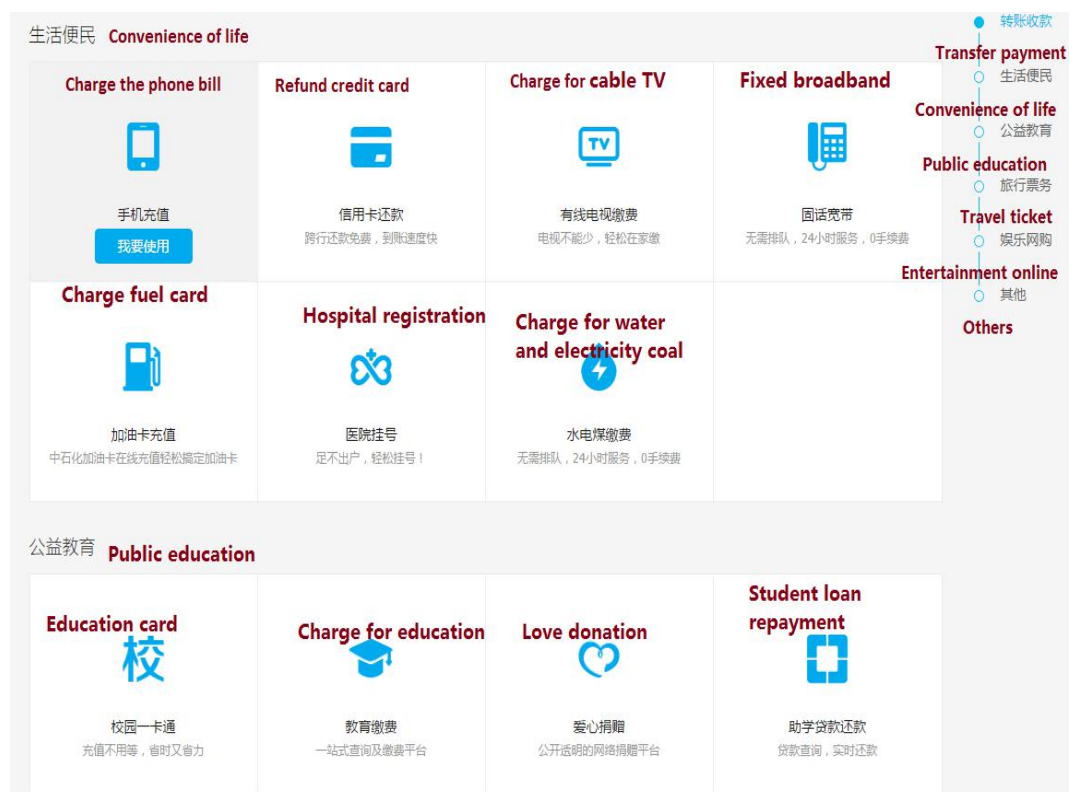 生活便民 Convenience of life
Charge the phone bill
手机充值
我要使用
Refund credit card
信用卡还款
跨行还款免费，到账速度快
Charge for cable TV
TV
有线电视缴费
电视不能少，轻松在家缴
Fixed broadband
固话宽带
无需排队，24小时服务，0手续费
Charge fuel card
加油卡充值
中石化加油卡在线充值轻松搞定加油卡
Hospital registration
医院挂号
足不出户，轻松挂号！
Charge for water
and electricity coal
水电煤缴费
无需排队，24小时服务，0手续费
公益教育 Public education
Education card
校
校园一卡通
充值不用等，省时又省力
Charge for education
教育缴费
一站式查询及缴费平台
Love donation
爱心捐赠
公开透明的网络捐赠平台
Student loan
repayment
助学贷款还款
贷款查询，实时还款
转账收款
Transfer payment
生活便民
Convenience of life
公益教育
Public education
旅行票务
Travel ticket
娱乐网购
Entertainment online
其他
Others